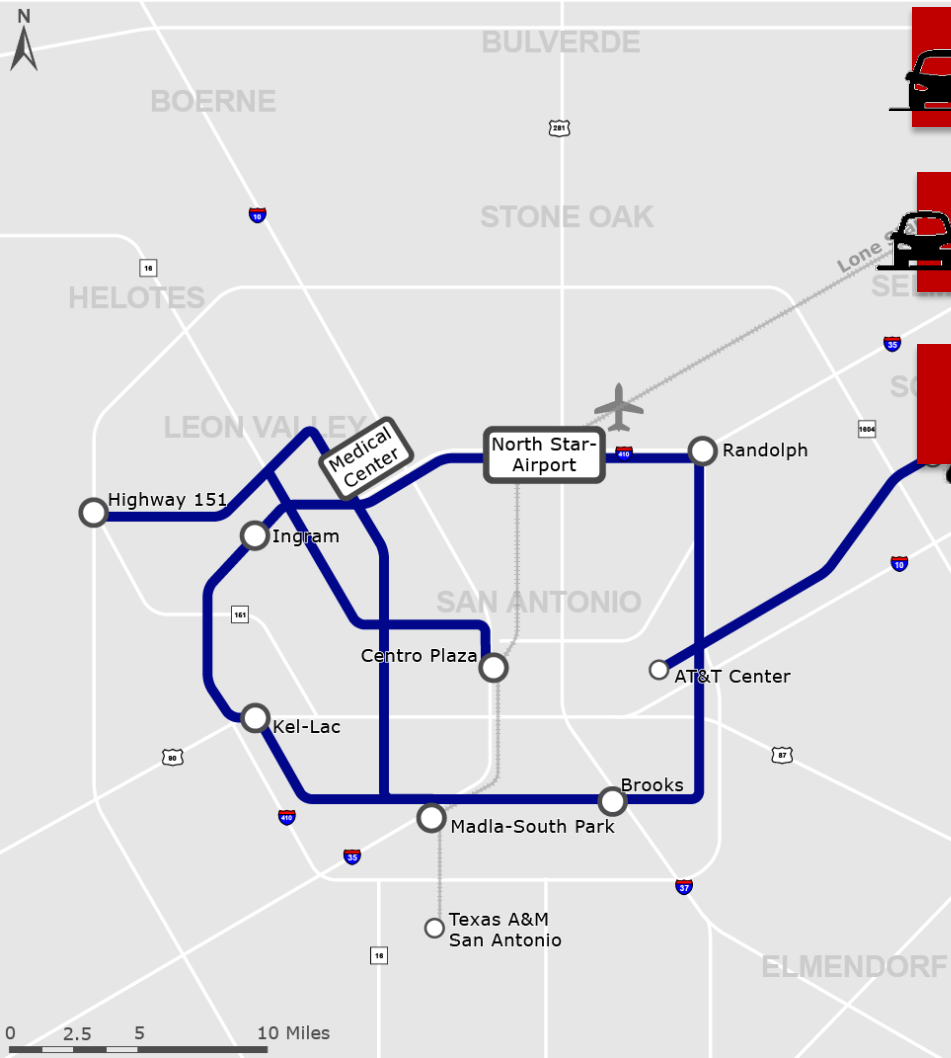 N
BULVERDE
BOERNE
281
10
STONE OAK
Lone
16
HELOTES
35
LEON VALLEY
1604
Medical
Center
North Star-
Airport
410
Randolph
Highway 151
Ingram
10
SAN ANTONIO
151
Centro Plaza
AT&T Center
Kel-Lac
90
87
Brooks
410
Madla-South Park
35
37
Texas A&M
San Antonio
16
ELMENDORF
0 2.5 5 10 Miles